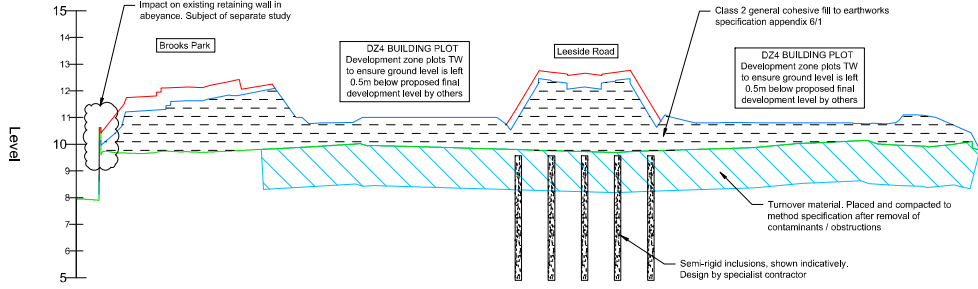 Impact on existing retaining wall in
abeyance. Subject of separate study
Brooks Park
DZ4 BUILDING PLOT
Development zone plots TW
to ensure ground level is left
0.5m below proposed final
development level by others
Leeside Road
Class 2 general cohesive fill to earthworks
specification appendix 6/1
DZ4 BUILDING PLOT
Development zone plots TW
to ensure ground level is left
0.5m below proposed final
development level by others
Level
15
14
13
12
11
10
9
8
7
6
5
Turnover material. Placed and compacted to
method specification after removal of
contaminants / obstructions
Semi-rigid inclusions, shown indicatively.
Design by specialist contractor